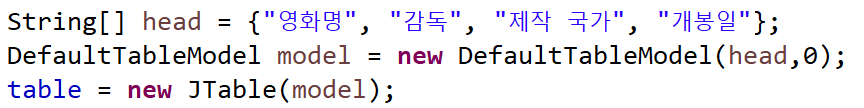 String[] head = {"영화명", "감독", "제작 국가", "개봉일"};
DefaultTableModel model = new DefaultTableModel(head,0);
table = new JTable(model);